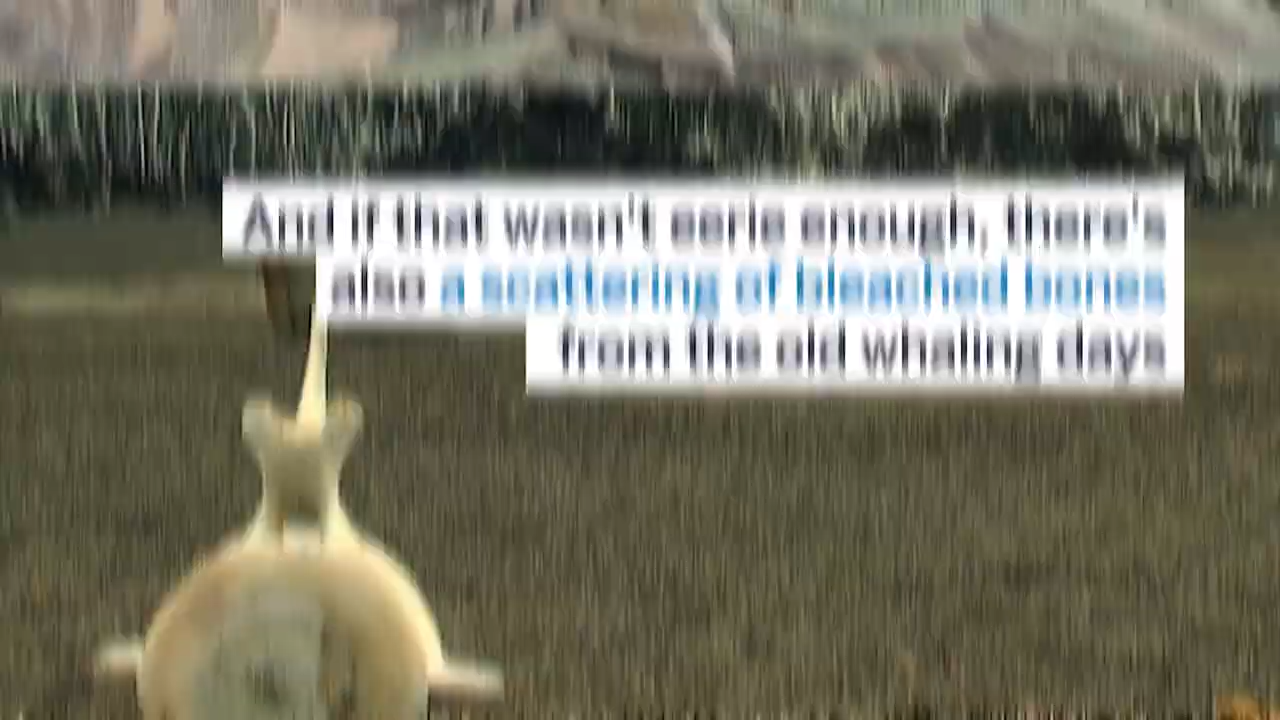 And if that wasn't eerie enough, there's
also a scattering of bleached bones
from the old whaling days